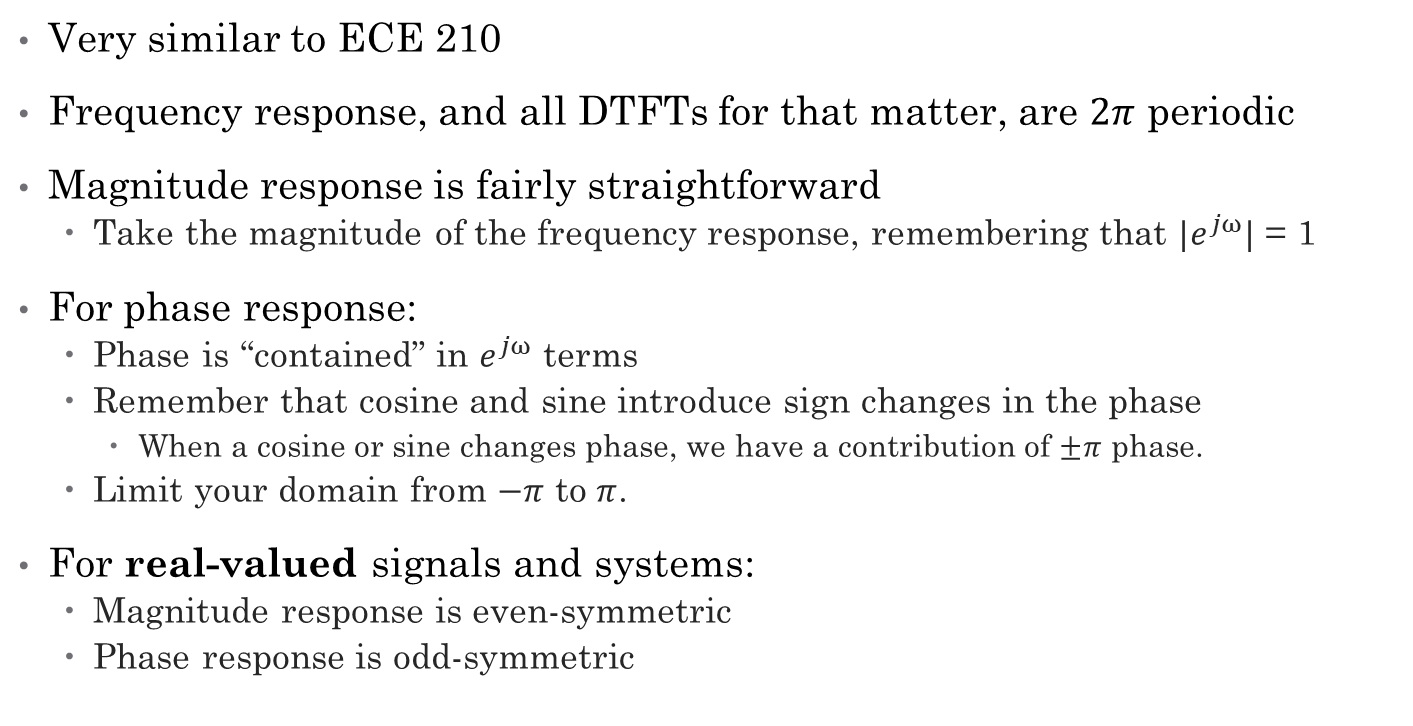 • Very similar to ECE 210
• Frequency response, and all DTFTs for that matter, are 2π periodic
• Magnitude response is fairly straightforward
• Take the magnitude of the frequency response, remembering that |e^{jω}| = 1
• For phase response:
• Phase is “contained” in e^{jω} terms
• Remember that cosine and sine introduce sign changes in the phase
• When a cosine or sine changes phase, we have a contribution of ±π phase.
• Limit your domain from −π to π.
• For real-valued signals and systems:
• Magnitude response is even-symmetric
• Phase response is odd-symmetric